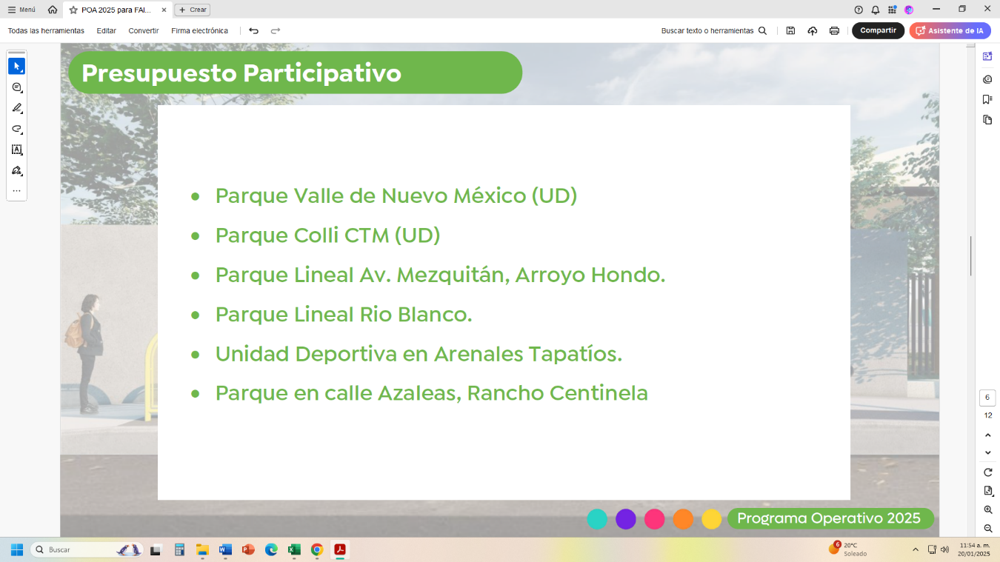 Menú
POA 2025 para FAI...
Crear
Todas las herramientas
Editar
Convertir
Firma electrónica
Buscar texto o herramientas
Compartir
Asistente de IA
Presupuesto Participativo
• Parque Valle de Nuevo México (UD)
• Parque Colli CTM (UD)
• Parque Lineal Av. Mezquitán, Arroyo Hondo.
• Parque Lineal Rio Blanco.
• Unidad Deportiva en Arenales Tapatíos.
• Parque en calle Azaleas, Rancho Centinela
6
12
Programa Operativo 2025
Buscar
6
20°C
Soleado
11:54 a. m.
20/01/2025